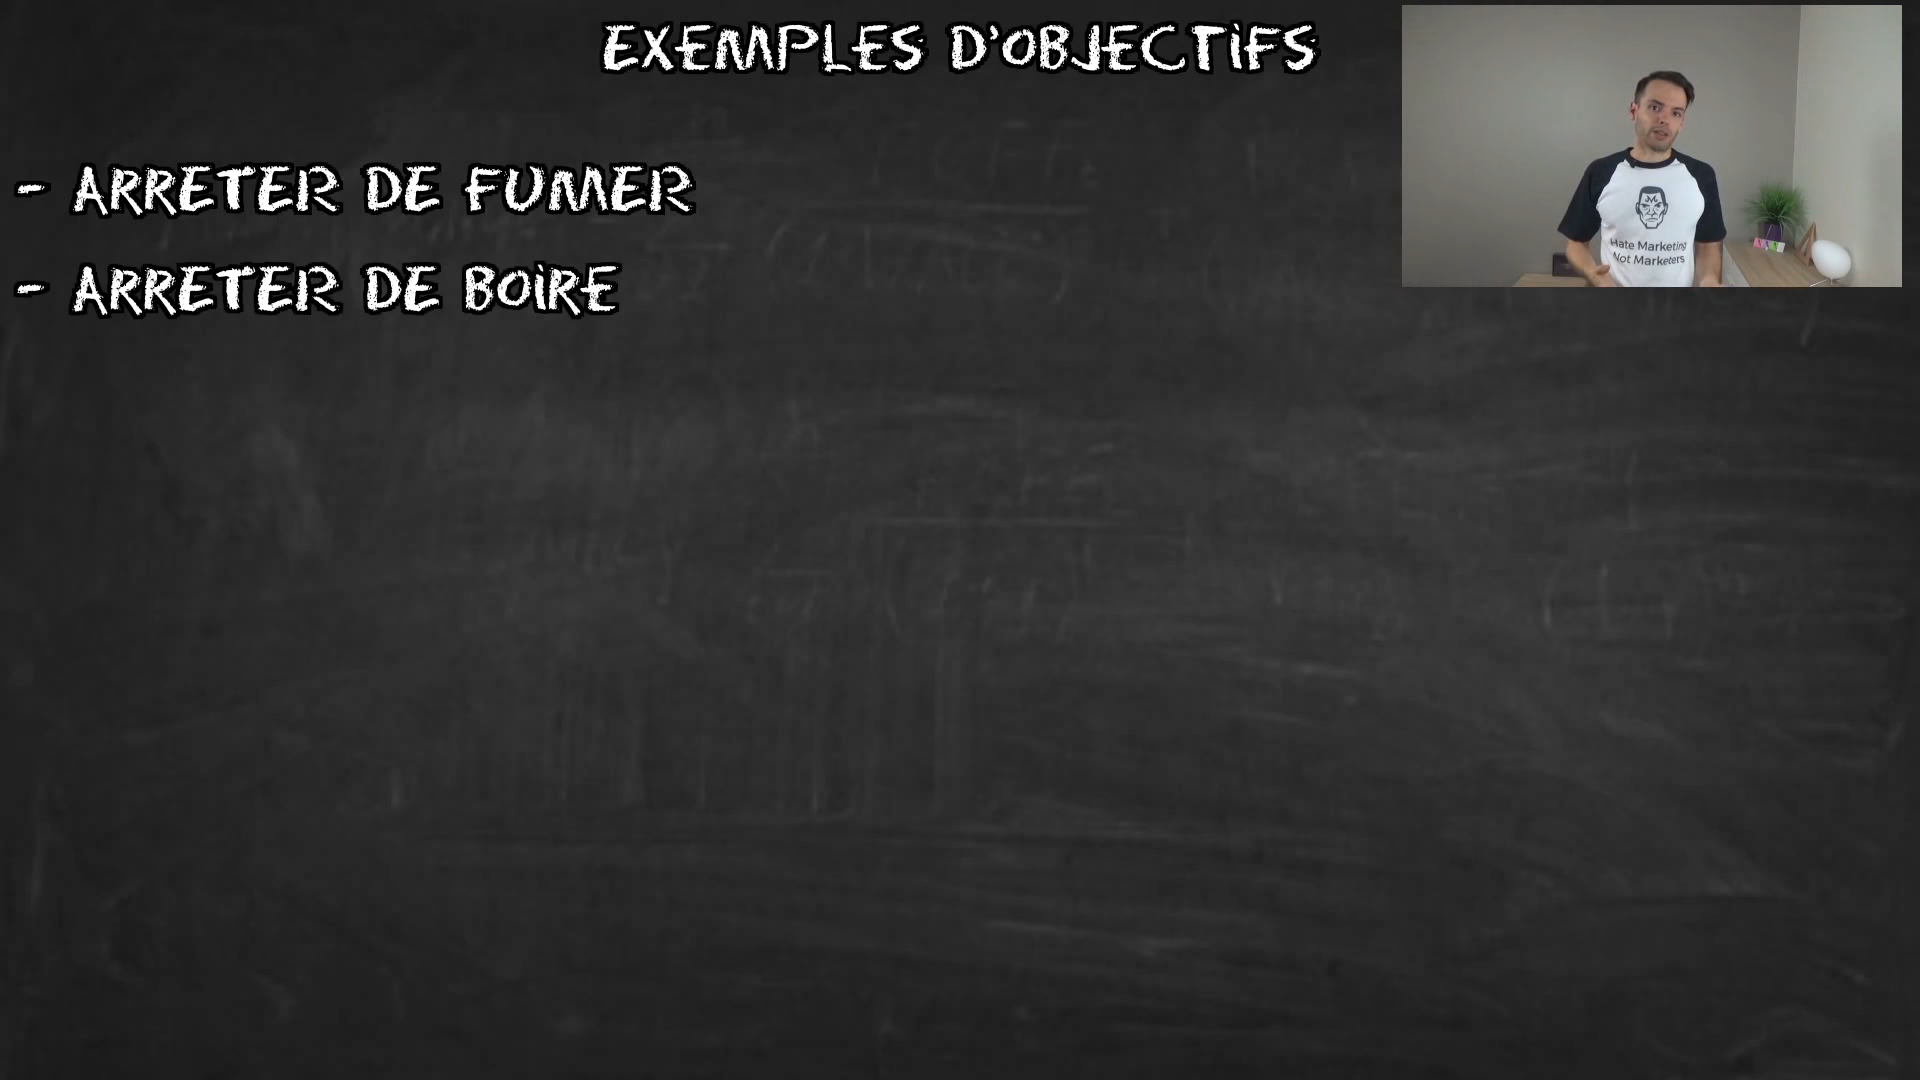 EXEMPLES D'OBJECTIFS
- ARRETER DE FUMER
- ARRETER DE BOIRE
Hate Marketing
Not Marketers